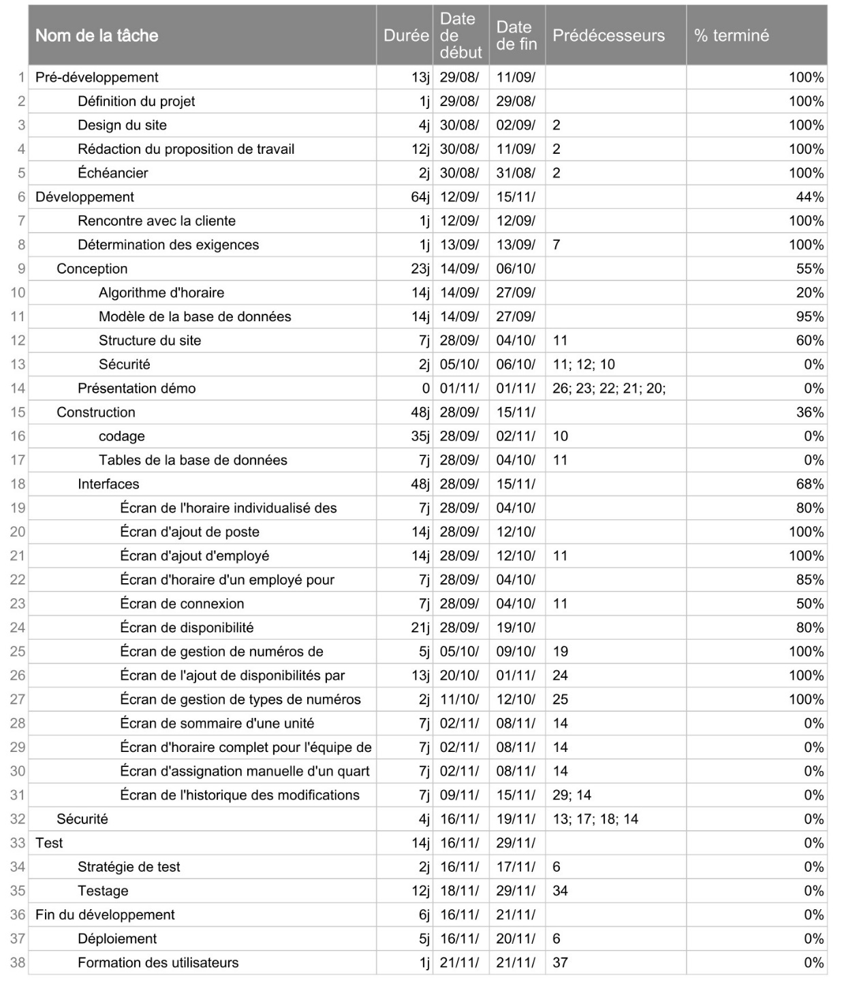 Nom de la tâche Durée Date de début Date de fin Prédécesseurs % terminé
1 Pré-développement 13j 29/08/ 11/09/ 100%
2 Définition du projet 1j 29/08/ 29/08/ 100%
3 Design du site 4j 30/08/ 02/09/ 2 100%
4 Rédaction du proposition de travail 12j 30/08/ 11/09/ 2 100%
5 Échéancier 2j 30/08/ 31/08/ 2 100%
6 Développement 64j 12/09/ 15/11/ 44%
7 Rencontre avec la cliente 1j 12/09/ 12/09/ 100%
8 Détermination des exigences 1j 13/09/ 13/09/ 7 100%
9 Conception 23j 14/09/ 06/10/ 55%
10 Algorithme d'horaire 14j 14/09/ 27/09/ 20%
11 Modèle de la base de données 14j 14/09/ 27/09/ 95%
12 Structure du site 7j 28/09/ 04/10/ 11 60%
13 Sécurité 2j 05/10/ 06/10/ 11; 12; 10 0%
14 Présentation démo 0 01/11/ 01/11/ 26; 23; 22; 21; 20; 0%
15 Construction 48j 28/09/ 15/11/ 36%
16 codage 35j 28/09/ 02/11/ 10 0%
17 Tables de la base de données 7j 28/09/ 04/10/ 11 0%
18 Interfaces 48j 28/09/ 15/11/ 68%
19 Écran de l'horaire individualisé des 7j 28/09/ 04/10/ 80%
20 Écran d'ajout de poste 14j 28/09/ 12/10/ 100%
21 Écran d'ajout d'employé 14j 28/09/ 12/10/ 11 100%
22 Écran d'horaire d'un employé pour 7j 28/09/ 04/10/ 85%
23 Écran de connexion 7j 28/09/ 04/10/ 11 50%
24 Écran de disponibilité 21j 28/09/ 19/10/ 80%
25 Écran de gestion de numéros de 5j 05/10/ 09/10/ 19 100%
26 Écran de l'ajout de disponibilités par 13j 20/10/ 01/11/ 24 100%
27 Écran de gestion de types de numéros 2j 11/10/ 12/10/ 25 100%
28 Écran de sommaire d'une unité 7j 02/11/ 08/11/ 14 0%
29 Écran d'horaire complet pour l'équipe de 7j 02/11/ 08/11/ 14 0%
30 Écran d'assignation manuelle d'un quart 7j 02/11/ 08/11/ 14 0%
31 Écran de l'historique des modifications 7j 09/11/ 15/11/ 29; 14 0%
32 Sécurité 4j 16/11/ 19/11/ 13; 17; 18; 14 0%
33 Test 14j 16/11/ 29/11/ 0%
34 Stratégie de test 2j 16/11/ 17/11/ 6 0%
35 Testage 12j 18/11/ 29/11/ 34 0%
36 Fin du développement 6j 16/11/ 21/11/ 0%
37 Déploiement 5j 16/11/ 20/11/ 6 0%
38 Formation des utilisateurs 1j 21/11/ 21/11/ 37 0%